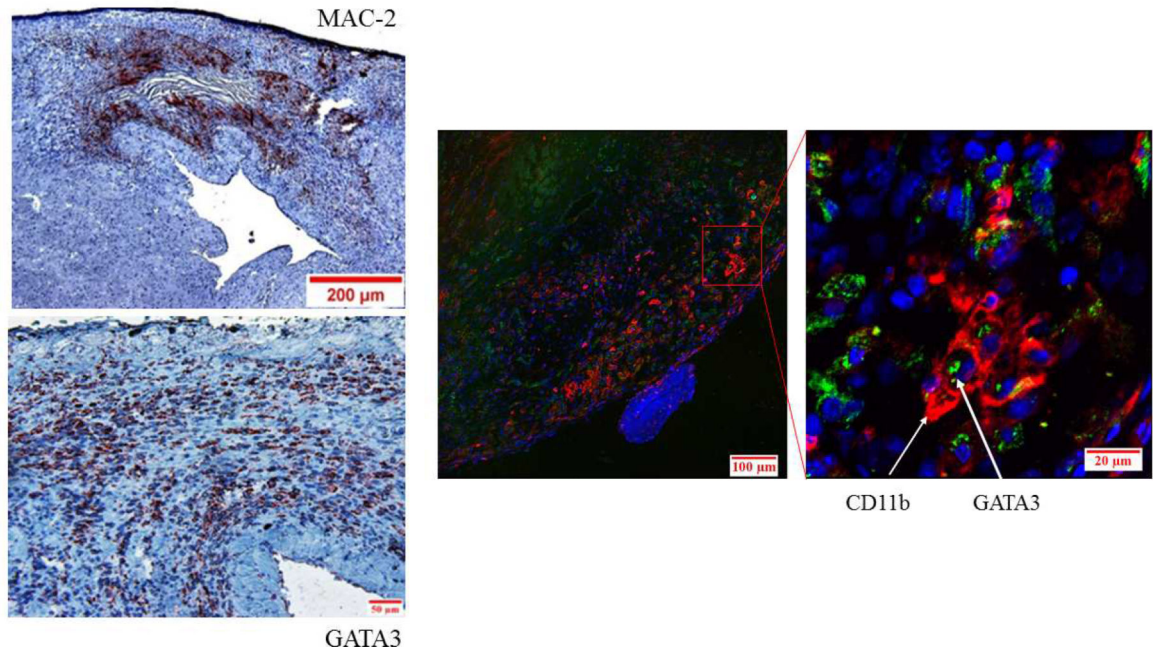 MAC-2
200 µm
50 µm
GATA3
100 µm
20 µm
CD11b
GATA3